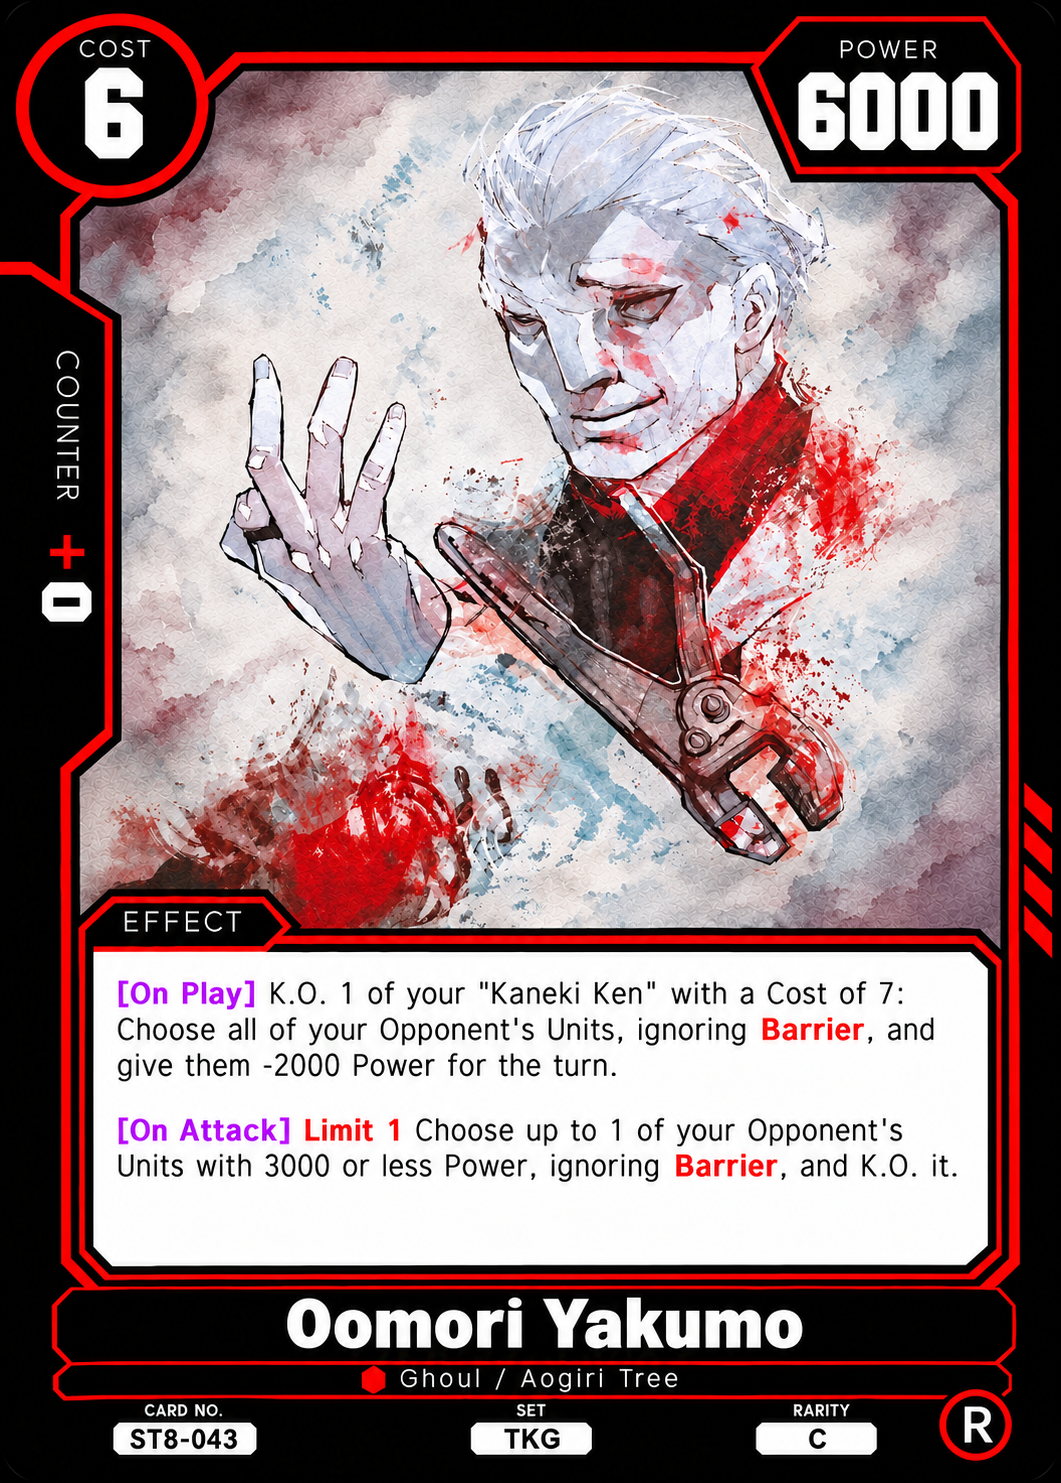 COST
6
POWER
6000
COUNTER +0
EFFECT
[On Play] K.O. 1 of your "Kaneki Ken" with a Cost of 7:
Choose all of your Opponent's Units, ignoring Barrier, and
give them -2000 Power for the turn.
[On Attack] Limit 1 Choose up to 1 of your Opponent's
Units with 3000 or less Power, ignoring Barrier, and K.O. it.
Oomori Yakumo
Ghoul / Aogiri Tree
CARD NO.
ST8-043
SET
TKG
RARITY
C
R